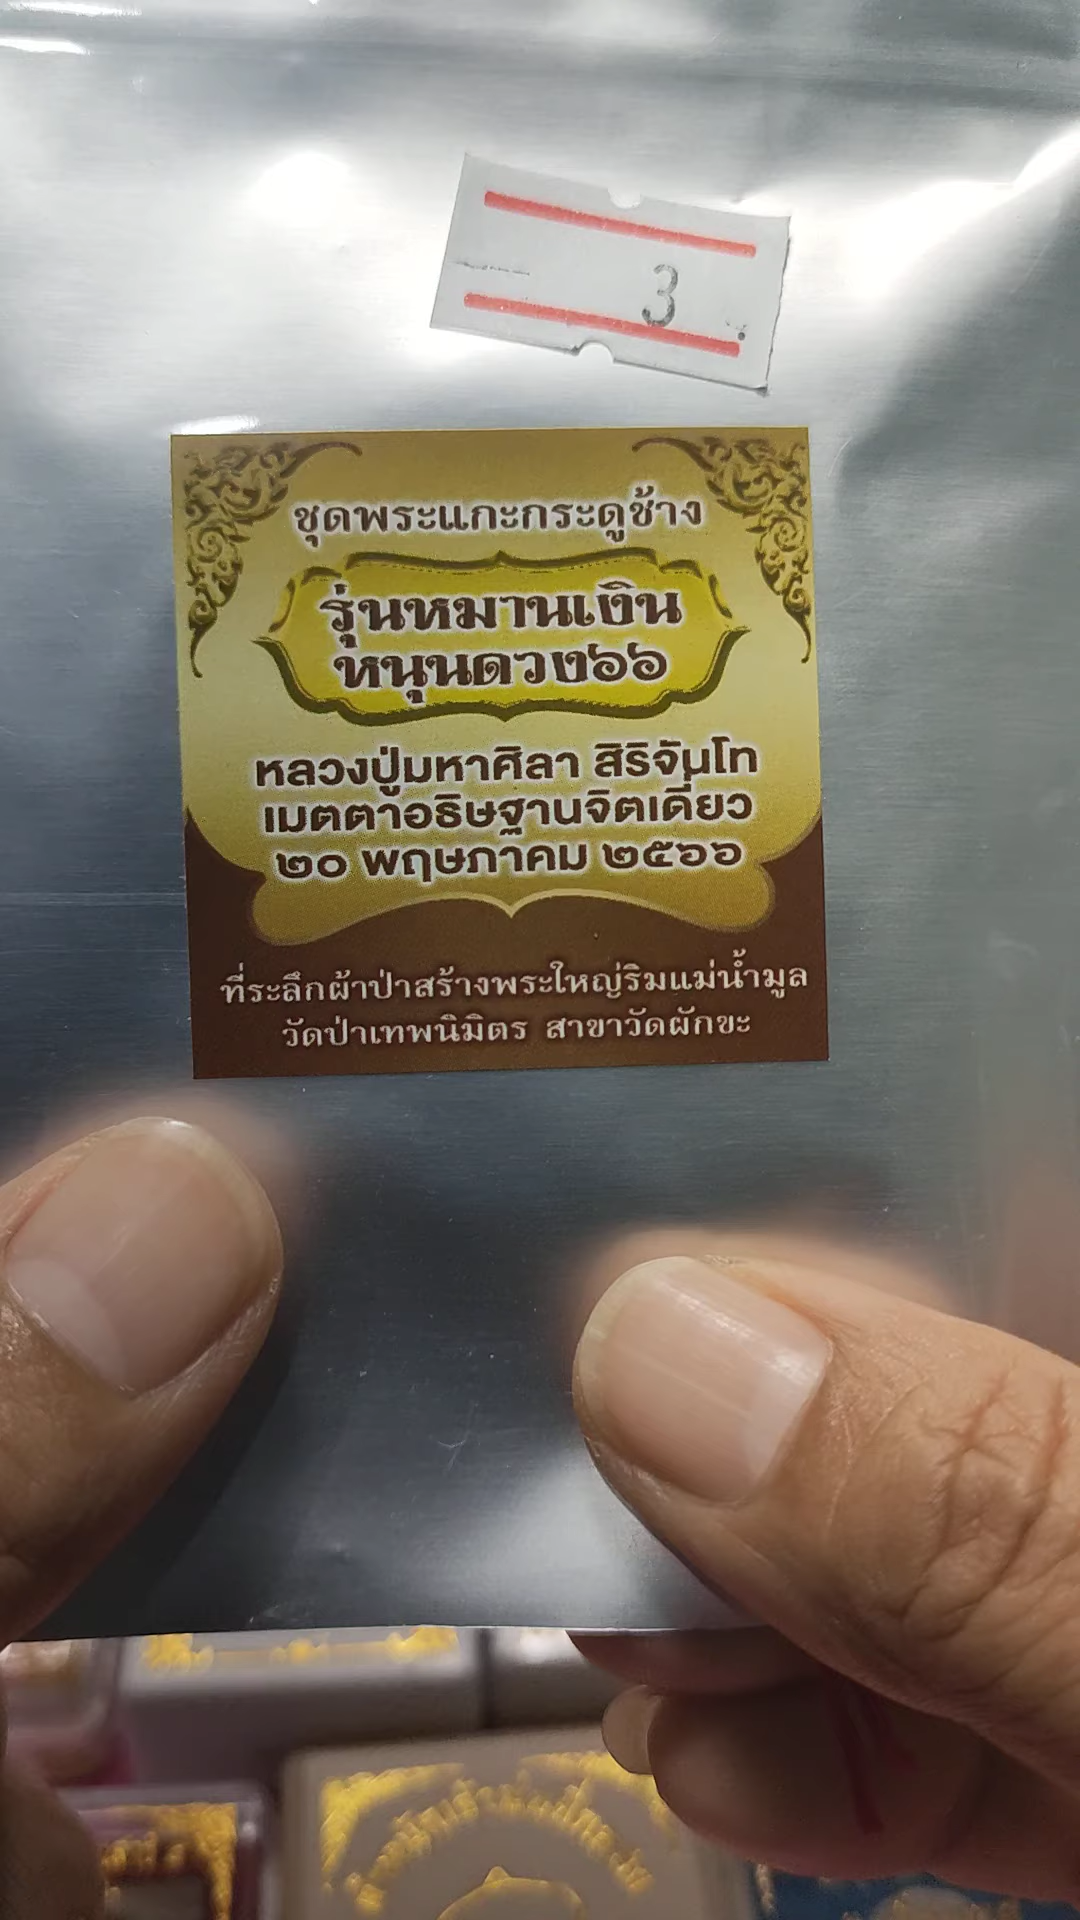 3
ชุดพระแกะกระดูช้าง
รุ่นหมานเงิน
หนุนดวง๖๖
หลวงปู่มหาศิลา สิริจันโท
เมตตาอธิษฐานจิตเดี่ยว
๒๐ พฤษภาคม ๒๕๖๖
ที่ระลึกผ้าป่าสร้างพระใหญ่ริมแม่น้ำมูล
วัดป่าเทพนิมิตร สาขาวัดผักขะ